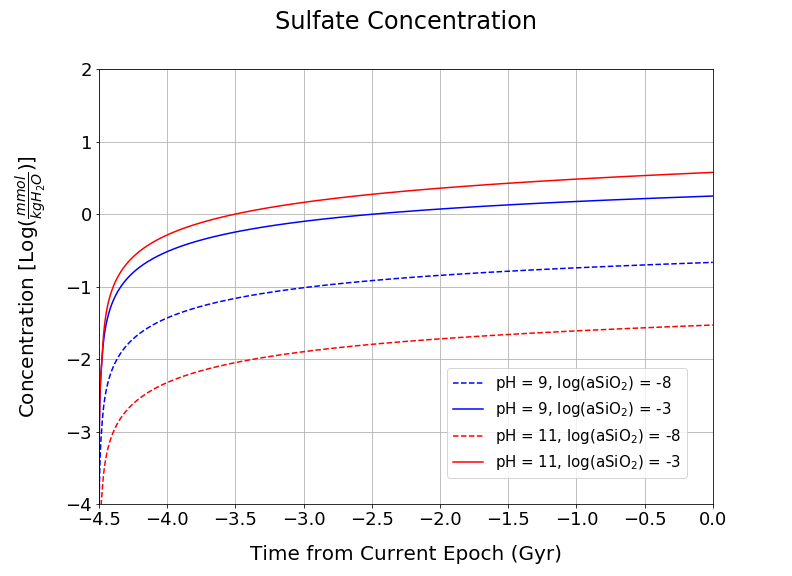 Sulfate Concentration
Concentration [Log($\frac{mmol}{kgH_2O}$)]
2
1
0
−1
−2
−3
−4
−4.5 −4.0 −3.5 −3.0 −2.5 −2.0 −1.5 −1.0 −0.5 0.0
Time from Current Epoch (Gyr)
pH = 9, log(aSiO₂) = -8
pH = 9, log(aSiO₂) = -3
pH = 11, log(aSiO₂) = -8
pH = 11, log(aSiO₂) = -3